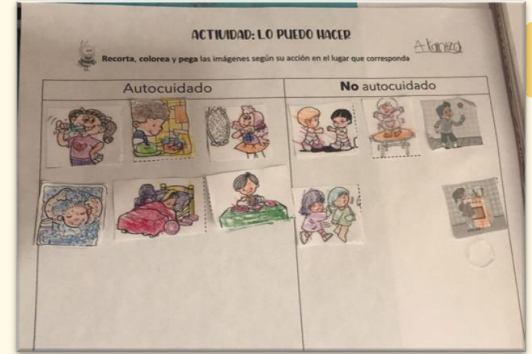 ACTIVIDAD: LO PUEDO HACER
Recorta, colorea y pega las imágenes según su acción en el lugar que corresponda
Autocuidado
No autocuidado